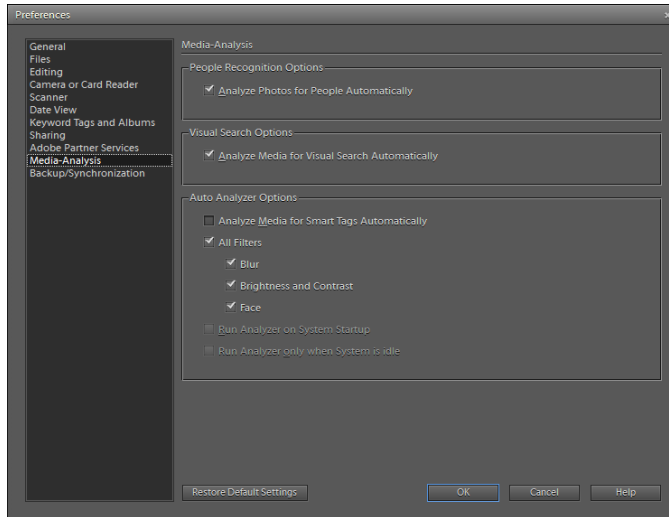 Preferences
General
Files
Editing
Camera or Card Reader
Scanner
Date View
Keyword Tags and Albums
Sharing
Adobe Partner Services
Media-Analysis
Backup/Synchronization
Media-Analysis
People Recognition Options
Analyze Photos for People Automatically
Visual Search Options
Analyze Media for Visual Search Automatically
Auto Analyzer Options
Analyze Media for Smart Tags Automatically
All Filters
Blur
Brightness and Contrast
Face
Run Analyzer on System Startup
Run Analyzer only when System is idle
Restore Default Settings
OK
Cancel
Help